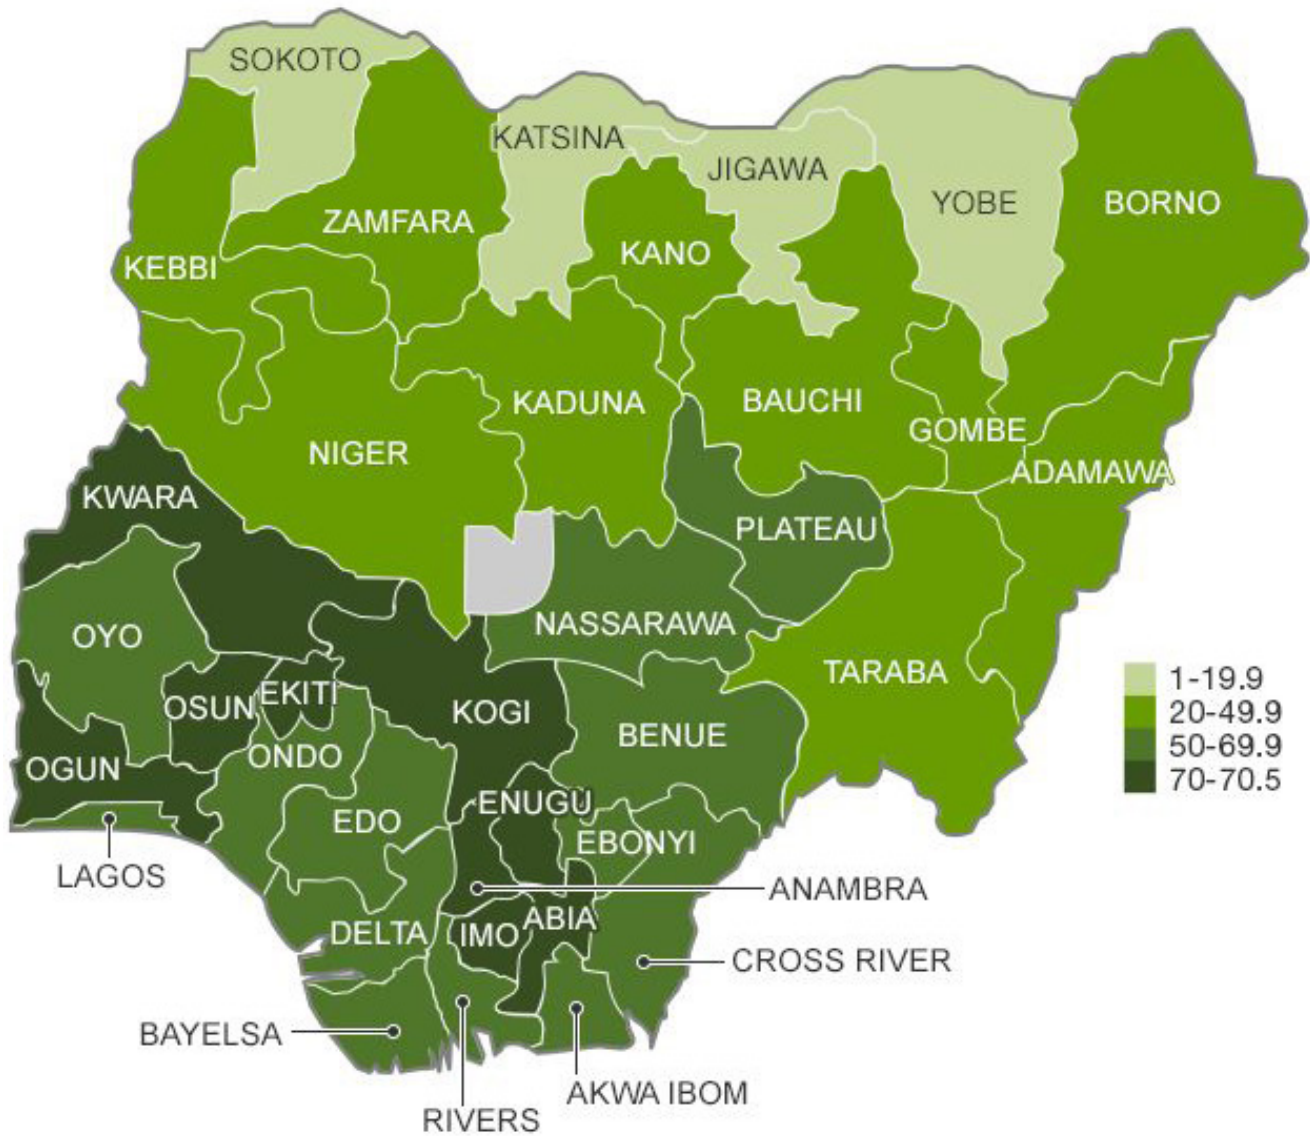 SOKOTO
KATSINA
JIGAWA
YOBE
BORNO
ZAMFARA
KEBBI
KANO
KADUNA
BAUCHI
GOMBE
ADAMAWA
NIGER
KWARA
PLATEAU
OYO
NASSARAWA
TARABA
OSUN
EKITI
KOGI
BENUE
OGUN
ONDO
ENUGU
EDO
EBONYI
LAGOS
ANAMBRA
DELTA
IMO
ABIA
CROSS RIVER
BAYELSA
AKWA IBOM
RIVERS
1-19.9
20-49.9
50-69.9
70-70.5